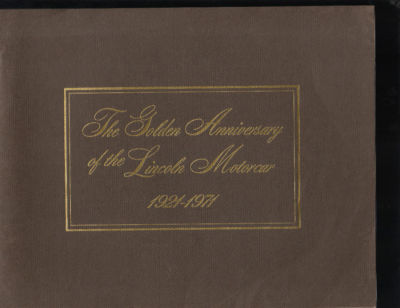 The Golden Anniversary
of the Lincoln Motorcar
1921-1971